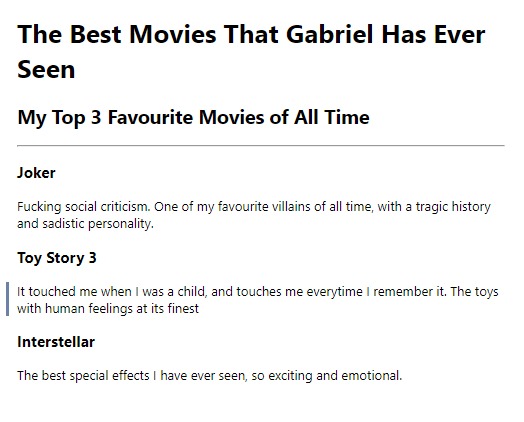 The Best Movies That Gabriel Has Ever
Seen
My Top 3 Favourite Movies of All Time
Joker
Fucking social criticism. One of my favourite villains of all time, with a tragic history
and sadistic personality.
Toy Story 3
It touched me when I was a child, and touches me everytime I remember it. The toys
with human feelings at its finest
Interstellar
The best special effects I have ever seen, so exciting and emotional.